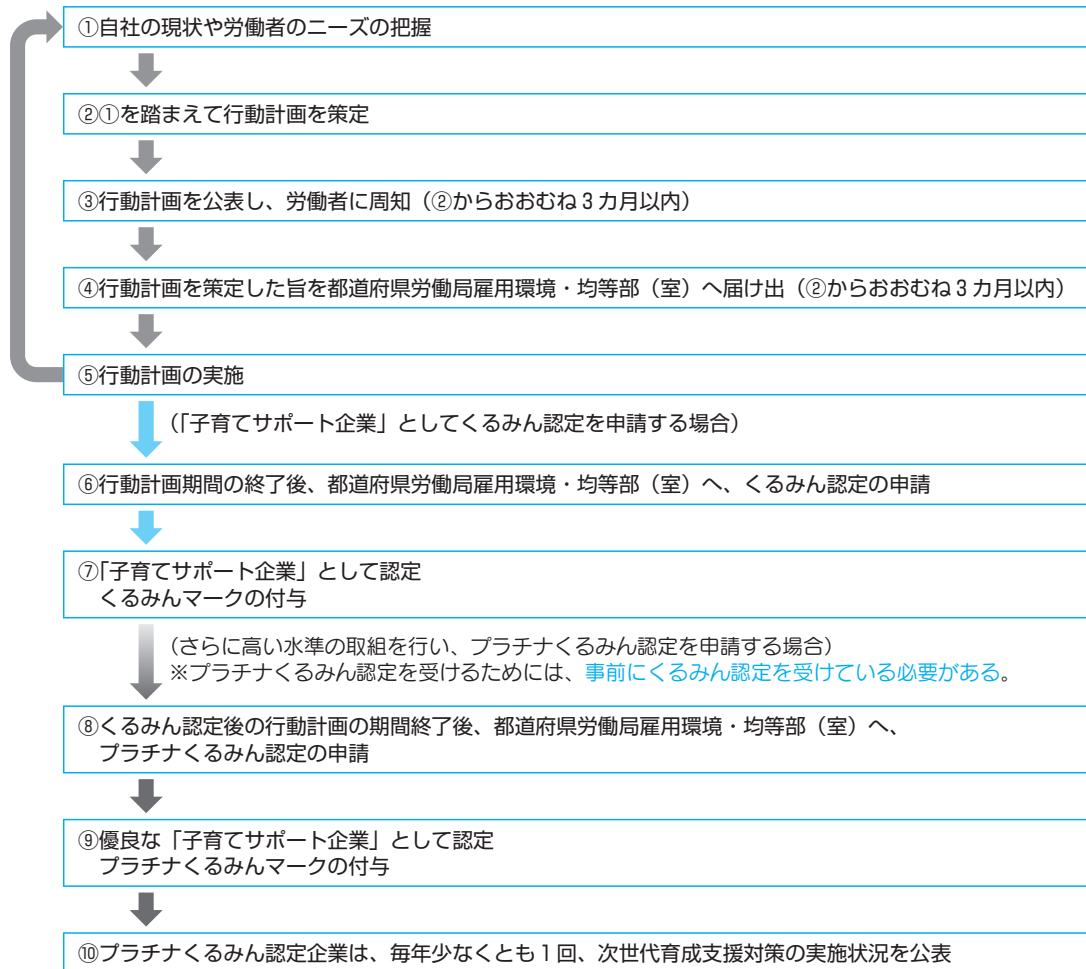 ①自社の現状や労働者のニーズの把握
②①を踏まえて行動計画を策定
③行動計画を公表し、労働者に周知（②からおおむね3カ月以内）
④行動計画を策定した旨を都道府県労働局雇用環境・均等部（室）へ届け出（②からおおむね3カ月以内）
⑤行動計画の実施
（「子育てサポート企業」としてくるみん認定を申請する場合）
⑥行動計画期間の終了後、都道府県労働局雇用環境・均等部（室）へ、くるみん認定の申請
⑦「子育てサポート企業」として認定
くるみんマークの付与
（さらに高い水準の取組を行い、プラチナくるみん認定を申請する場合）
※プラチナくるみん認定を受けるためには、事前にくるみん認定を受けている必要がある。
⑧くるみん認定後の行動計画の期間終了後、都道府県労働局雇用環境・均等部（室）へ、
プラチナくるみん認定の申請
⑨優良な「子育てサポート企業」として認定
プラチナくるみんマークの付与
⑩プラチナくるみん認定企業は、毎年少なくとも1回、次世代育成支援対策の実施状況を公表